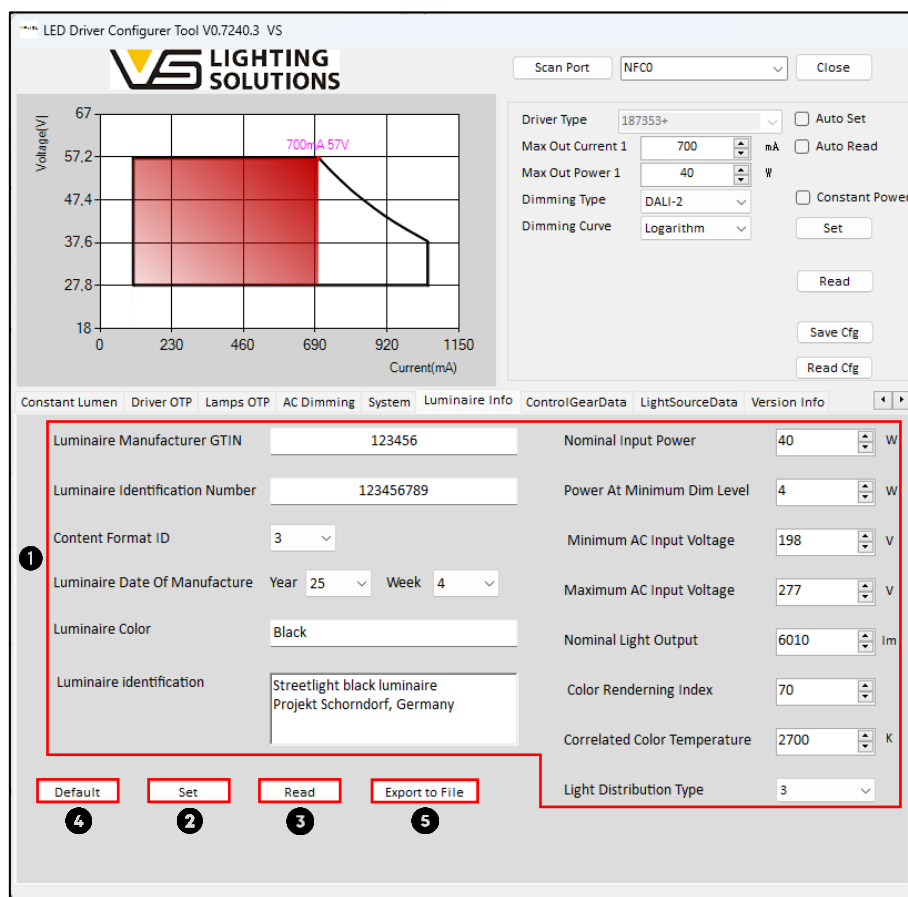 LED Driver Configurer Tool V0.7240.3 VS
VS LIGHTING SOLUTIONS
Scan Port NFC0 Close
Voltage(V)
67
57,2
47,4
37,6
27,8
18
700mA 57V
0 230 460 690 920 1150
Current(mA)
Driver Type 187353+ Auto Set
Max Out Current 1 700 mA Auto Read
Max Out Power 1 40 W
Dimming Type DALI-2 Constant Power
Dimming Curve Logarithm Set
Read
Save Cfg
Read Cfg
Constant Lumen Driver OTP Lamps OTP AC Dimming System Luminaire Info ControlGearData LightSourceData Version Info
Luminaire Manufacturer GTIN 123456
Luminaire Identification Number 123456789
Content Format ID 3
1
Luminaire Date Of Manufacture Year 25 Week 4
Luminaire Color Black
Luminaire identification Streetlight black luminaire
Projekt Schorndorf, Germany
Nominal Input Power 40 W
Power At Minimum Dim Level 4 W
Minimum AC Input Voltage 198 V
Maximum AC Input Voltage 277 V
Nominal Light Output 6010 lm
Color Rendernig Index 70
Correlated Color Temperature 2700 K
Light Distribution Type 3
Default Set Read Export to File
4 2 3 5